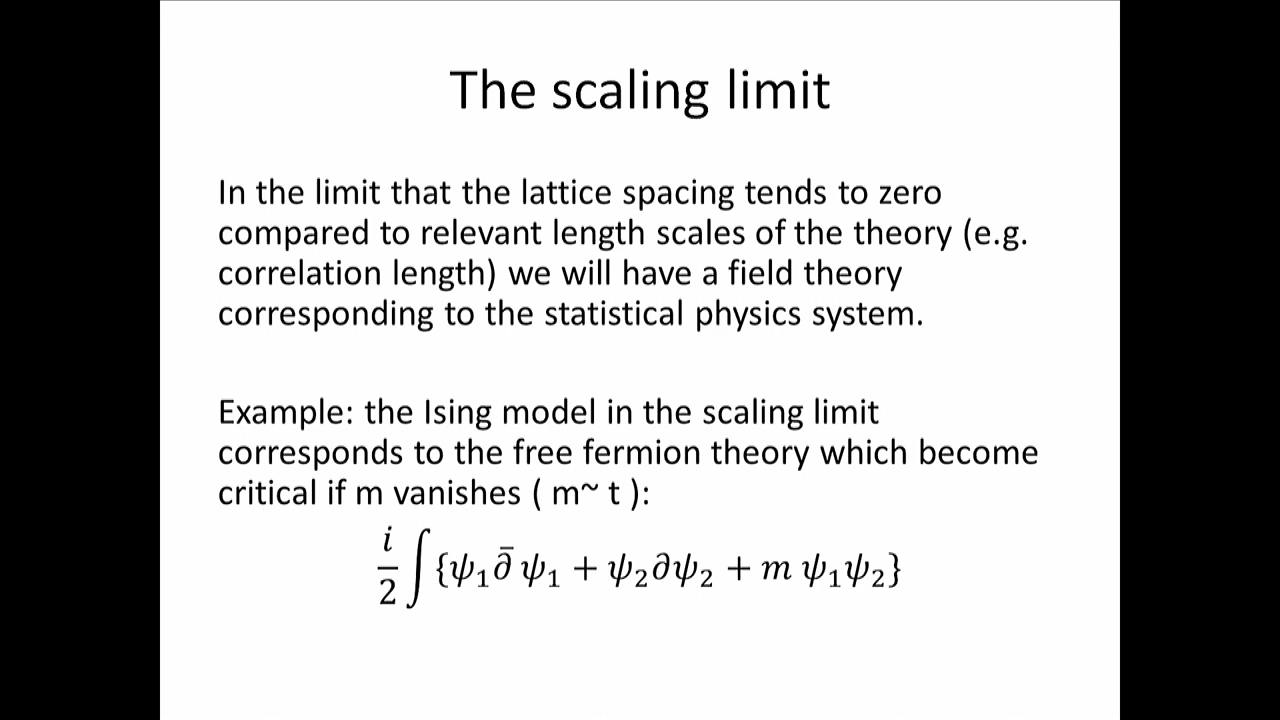 The scaling limit
In the limit that the lattice spacing tends to zero
compared to relevant length scales of the theory (e.g.
correlation length) we will have a field theory
corresponding to the statistical physics system.
Example: the Ising model in the scaling limit
corresponds to the free fermion theory which become
critical if m vanishes ( m~ t ):
i/2 ∫{ψ₁∂̄ ψ₁ + ψ₂∂ψ₂ + m ψ₁ψ₂}